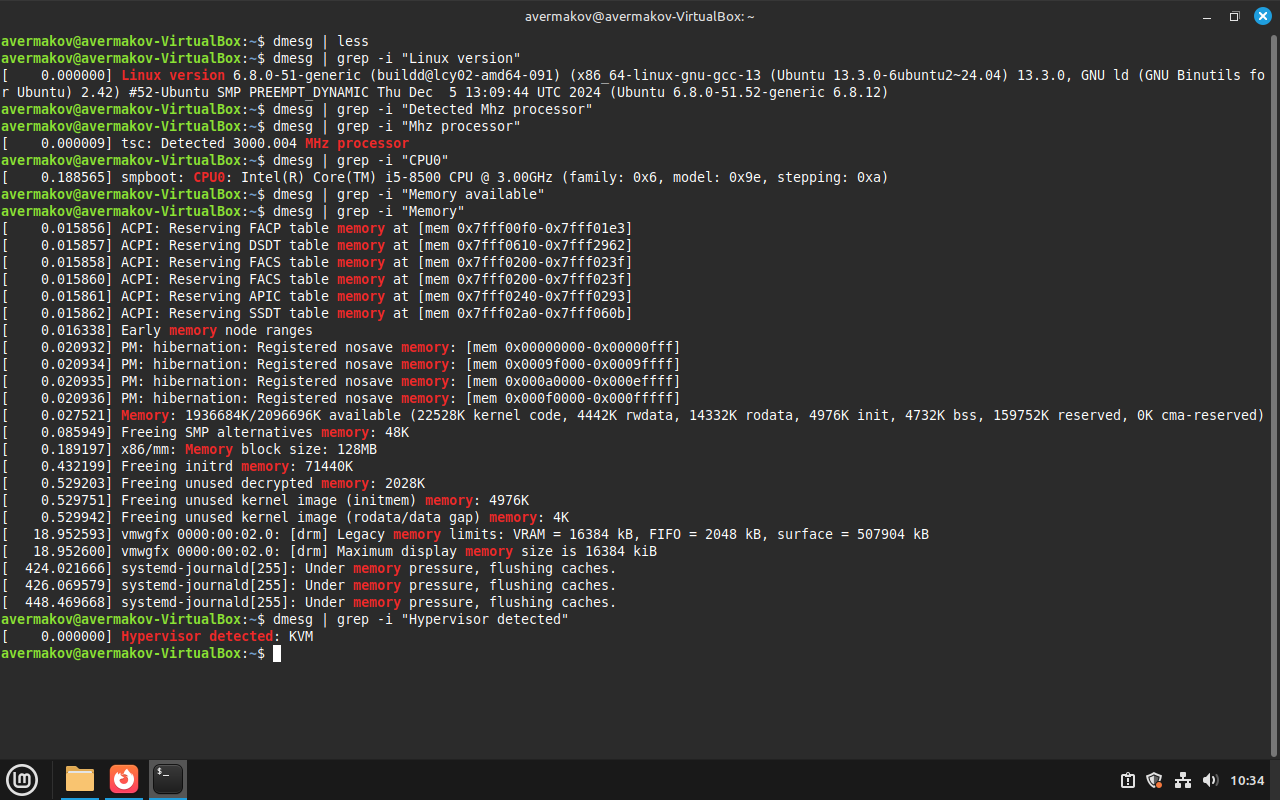 avermakov@avermakov-VirtualBox: ~
avermakov@avermakov-VirtualBox:~$ dmesg | less
avermakov@avermakov-VirtualBox:~$ dmesg | grep -i "Linux version"
[    0.000000] Linux version 6.8.0-51-generic (buildd@lcy02-amd64-091) (x86_64-linux-gnu-gcc-13 (Ubuntu 13.3.0-6ubuntu2~24.04) 13.3.0, GNU ld (GNU Binutils fo
r Ubuntu) 2.42) #52-Ubuntu SMP PREEMPT_DYNAMIC Thu Dec  5 13:09:44 UTC 2024 (Ubuntu 6.8.0-51.52-generic 6.8.12)
avermakov@avermakov-VirtualBox:~$ dmesg | grep -i "Detected Mhz processor"
avermakov@avermakov-VirtualBox:~$ dmesg | grep -i "Mhz processor"
[    0.000009] tsc: Detected 3000.004 MHz processor
avermakov@avermakov-VirtualBox:~$ dmesg | grep -i "CPU0"
[    0.188565] smpboot: CPU0: Intel(R) Core(TM) i5-8500 CPU @ 3.00GHz (family: 0x6, model: 0x9e, stepping: 0xa)
avermakov@avermakov-VirtualBox:~$ dmesg | grep -i "Memory available"
avermakov@avermakov-VirtualBox:~$ dmesg | grep -i "Memory"
[    0.015856] ACPI: Reserving FACP table memory at [mem 0x7fff00f0-0x7fff01e3]
[    0.015857] ACPI: Reserving DSDT table memory at [mem 0x7fff0610-0x7fff2962]
[    0.015858] ACPI: Reserving FACS table memory at [mem 0x7fff0200-0x7fff023f]
[    0.015860] ACPI: Reserving FACS table memory at [mem 0x7fff0200-0x7fff023f]
[    0.015861] ACPI: Reserving APIC table memory at [mem 0x7fff0240-0x7fff0293]
[    0.015862] ACPI: Reserving SSDT table memory at [mem 0x7fff02a0-0x7fff060b]
[    0.016338] Early memory node ranges
[    0.020932] PM: hibernation: Registered nosave memory: [mem 0x00000000-0x00000fff]
[    0.020934] PM: hibernation: Registered nosave memory: [mem 0x0009f000-0x0009ffff]
[    0.020935] PM: hibernation: Registered nosave memory: [mem 0x000a0000-0x000effff]
[    0.020936] PM: hibernation: Registered nosave memory: [mem 0x000f0000-0x000fffff]
[    0.027521] Memory: 1936684K/2096696K available (22528K kernel code, 4442K rwdata, 14332K rodata, 4976K init, 4732K bss, 159752K reserved, 0K cma-reserved)
[    0.085949] Freeing SMP alternatives memory: 48K
[    0.189197] x86/mm: Memory block size: 128MB
[    0.432199] Freeing initrd memory: 71440K
[    0.529203] Freeing unused decrypted memory: 2028K
[    0.529751] Freeing unused kernel image (initmem) memory: 4976K
[    0.529942] Freeing unused kernel image (rodata/data gap) memory: 4K
[   18.952593] vmwgfx 0000:00:02.0: [drm] Legacy memory limits: VRAM = 16384 kB, FIFO = 2048 kB, surface = 507904 kB
[   18.952600] vmwgfx 0000:00:02.0: [drm] Maximum display memory size is 16384 kiB
[  424.021666] systemd-journald[255]: Under memory pressure, flushing caches.
[  426.069579] systemd-journald[255]: Under memory pressure, flushing caches.
[  448.469668] systemd-journald[255]: Under memory pressure, flushing caches.
avermakov@avermakov-VirtualBox:~$ dmesg | grep -i "Hypervisor detected"
[    0.000000] Hypervisor detected: KVM
avermakov@avermakov-VirtualBox:~$
10:34